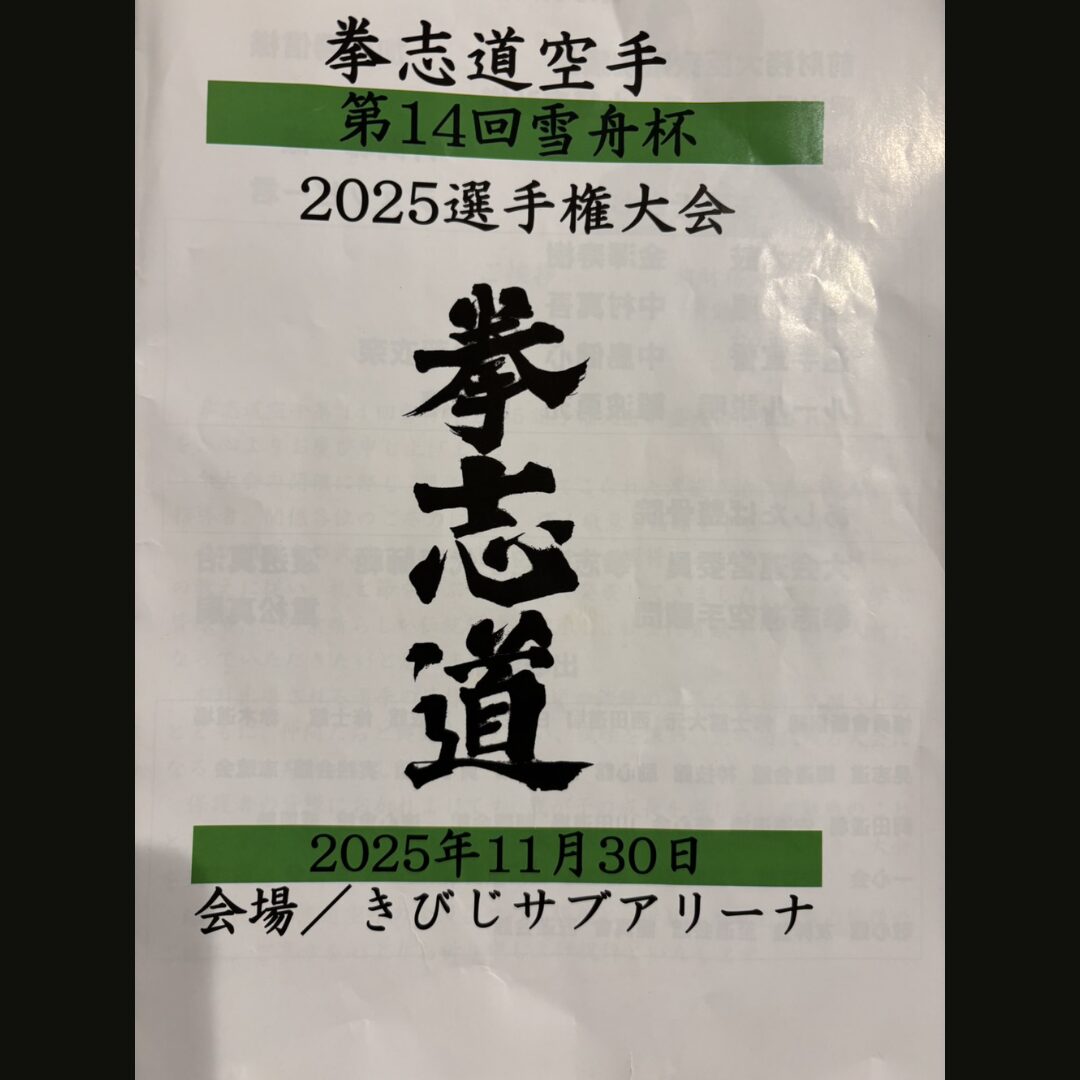 拳志道空手
第14回雪舟杯
2025選手権大会
拳志道
2025年11月30日
会場／きびじサブアリーナ